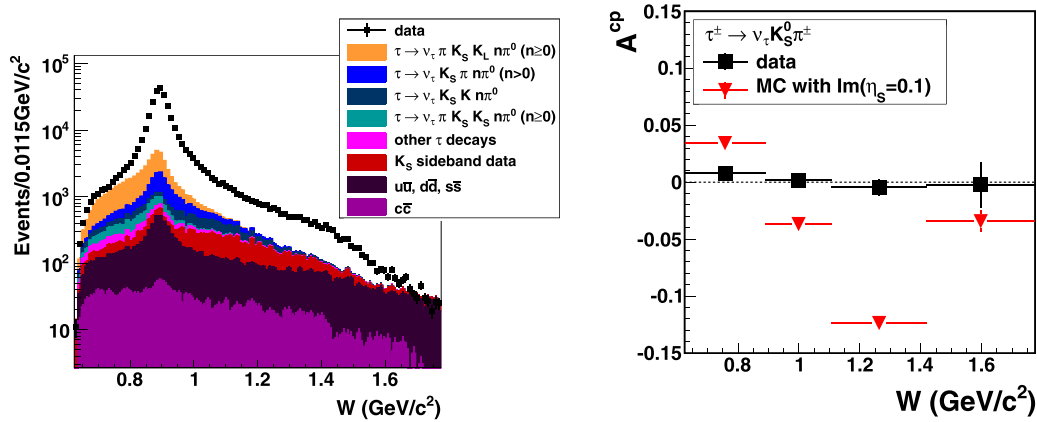 data
τ→ ν_τ π K_S K_L nπ⁰ (n≥0)
τ→ ν_τ K_S π nπ⁰ (n>0)
τ→ ν_τ K_S K nπ⁰
τ→ ν_τ π K_S K_S nπ⁰ (n≥0)
other τ decays
K_S sideband data
uu̅, dd̅, ss̅
cc̅
Events/0.0115GeV/c²
10⁵
10⁴
10³
10²
10
0.8 1 1.2 1.4 1.6
W (GeV/c²)
A^cp
0.15
0.1
0.05
0
-0.05
-0.1
-0.15
τ^± → ν_τ K_S^0 π^±
data
MC with Im(η_S=0.1)
0.8 1 1.2 1.4 1.6
W (GeV/c²)